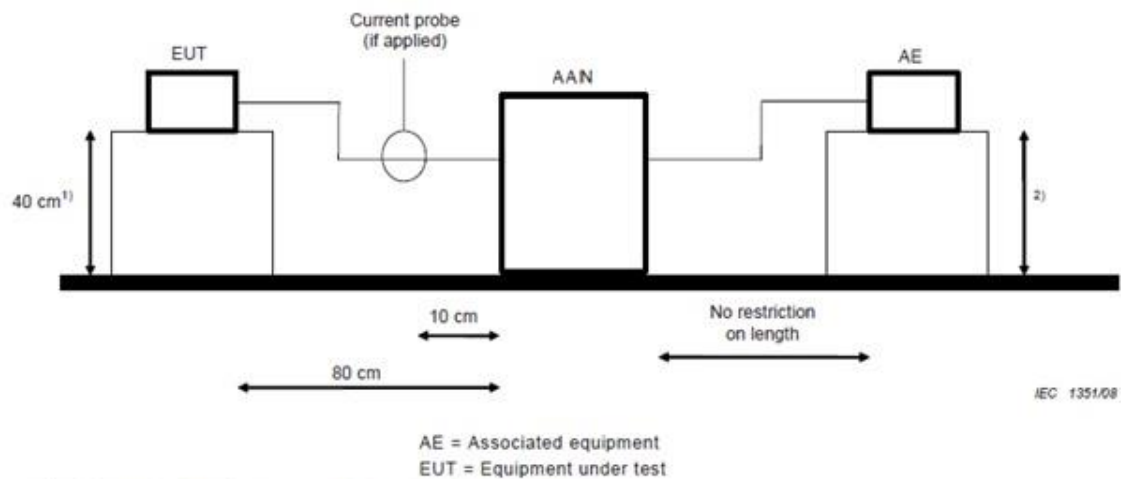 Current probe
(if applied)
EUT
AAN
AE
40 cm1)
2)
10 cm
No restriction
on length
80 cm
IEC 1351/08
AE = Associated equipment
EUT = Equipment under test